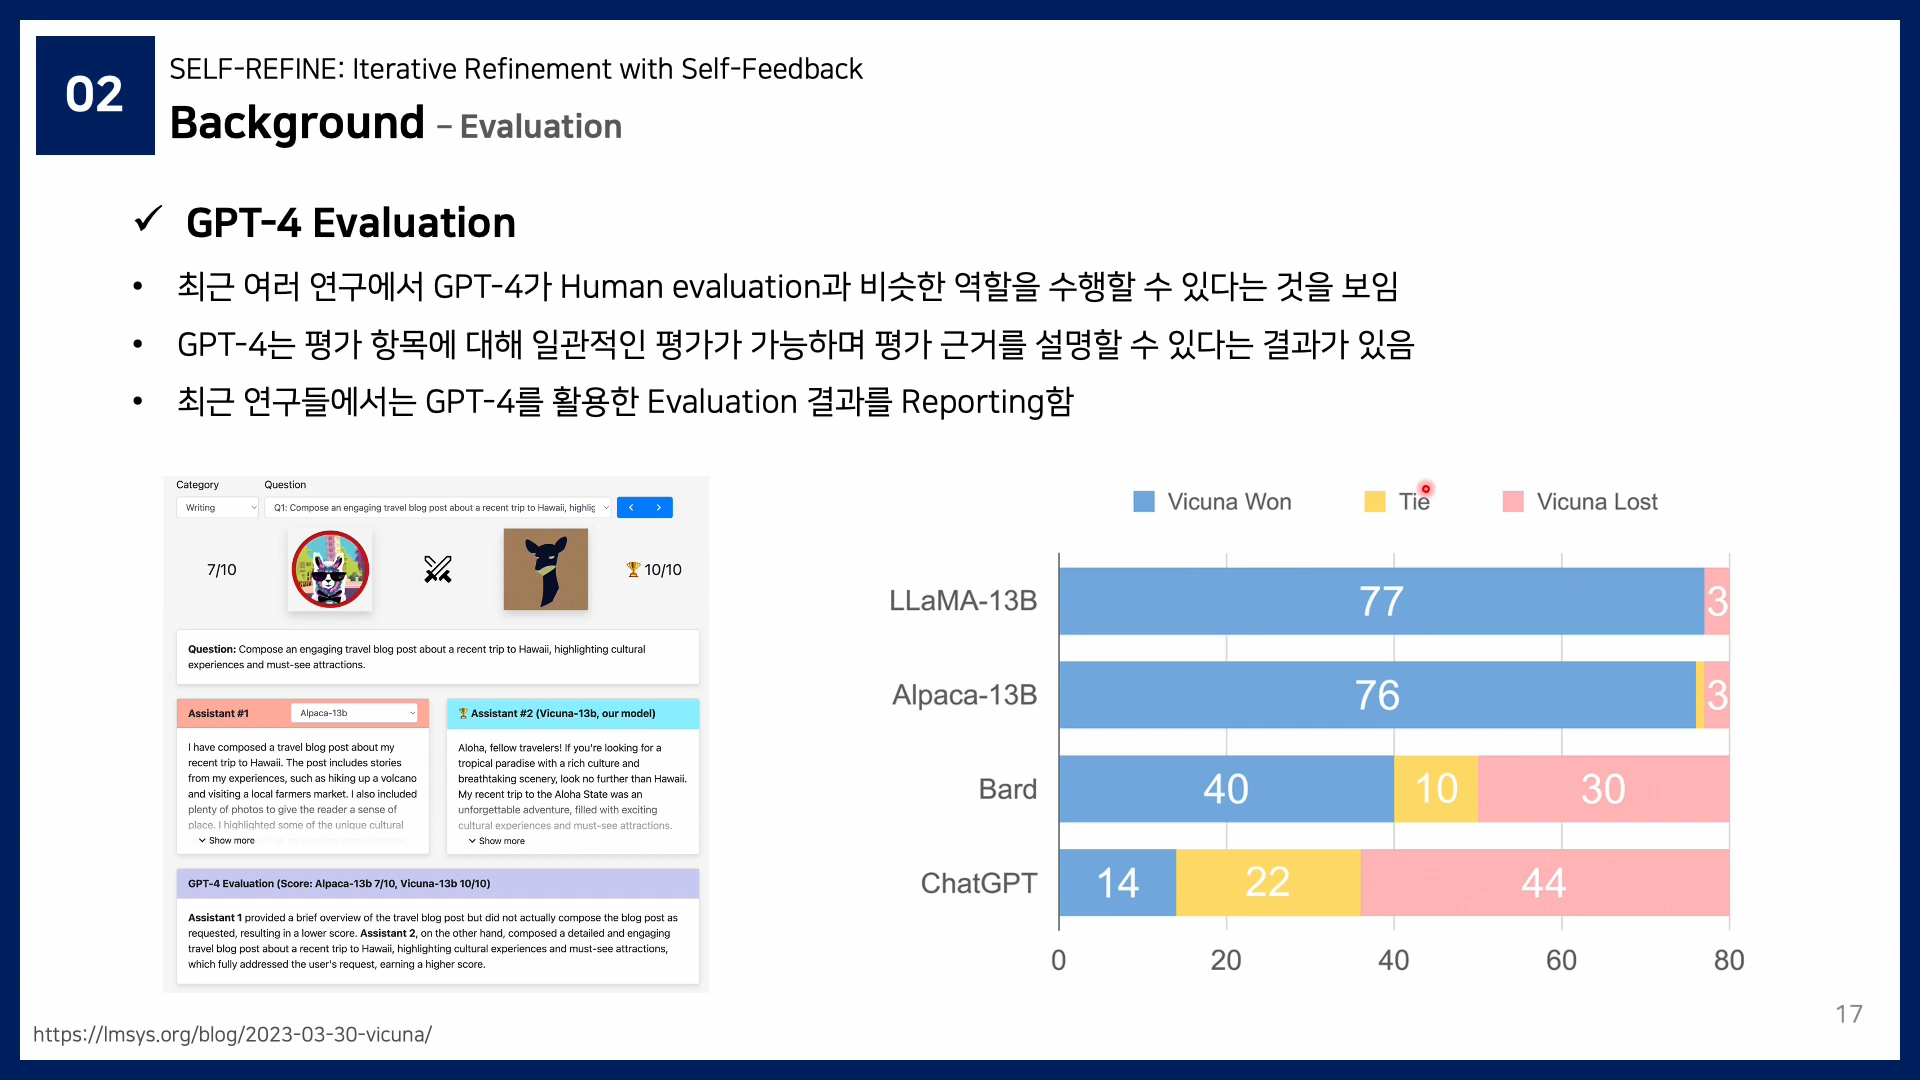 02
SELF-REFINE: Iterative Refinement with Self-Feedback
Background – Evaluation
✓ GPT-4 Evaluation
• 최근 여러 연구에서 GPT-4가 Human evaluation과 비슷한 역할을 수행할 수 있다는 것을 보임
• GPT-4는 평가 항목에 대해 일관적인 평가가 가능하며 평가 근거를 설명할 수 있다는 결과가 있음
• 최근 연구들에서는 GPT-4를 활용한 Evaluation 결과를 Reporting함
Category Question
Writing Q1: Compose an engaging travel blog post about a recent trip to Hawaii, highlig
7/10 10/10
Question: Compose an engaging travel blog post about a recent trip to Hawaii, highlighting cultural
experiences and must-see attractions.
Assistant #1 Alpaca-13b
I have composed a travel blog post about my
recent trip to Hawaii. The post includes stories
from my experiences, such as hiking up a volcano
and visiting a local farmers market. I also included
plenty of photos to give the reader a sense of
place. I highlighted some of the unique cultural
Show more
Assistant #2 (Vicuna-13b, our model)
Aloha, fellow travelers! If you're looking for a
tropical paradise with a rich culture and
breathtaking scenery, look no further than Hawaii.
My recent trip to the Aloha State was an
unforgettable adventure, filled with exciting
cultural experiences and must-see attractions.
Show more
GPT-4 Evaluation (Score: Alpaca-13b 7/10, Vicuna-13b 10/10)
Assistant 1 provided a brief overview of the travel blog post but did not actually compose the blog post as
requested, resulting in a lower score. Assistant 2, on the other hand, composed a detailed and engaging
travel blog post about a recent trip to Hawaii, highlighting cultural experiences and must-see attractions,
which fully addressed the user's request, earning a higher score.
Vicuna Won Tie Vicuna Lost
LLaMA-13B 77 3
Alpaca-13B 76 3
Bard 40 10 30
ChatGPT 14 22 44
0 20 40 60 80
17
https://lmsys.org/blog/2023-03-30-vicuna/